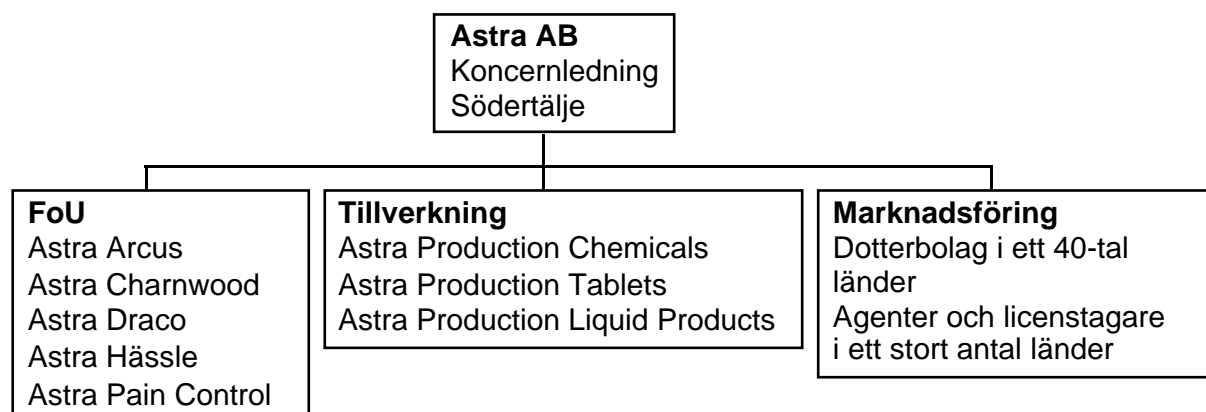 Astra AB
Koncernledning
Södertälje
FoU
Astra Arcus
Astra Charnwood
Astra Draco
Astra Hässle
Astra Pain Control
Tillverkning
Astra Production Chemicals
Astra Production Tablets
Astra Production Liquid Products
Marknadsföring
Dotterbolag i ett 40-tal
länder
Agenter och licenstagare
i ett stort antal länder